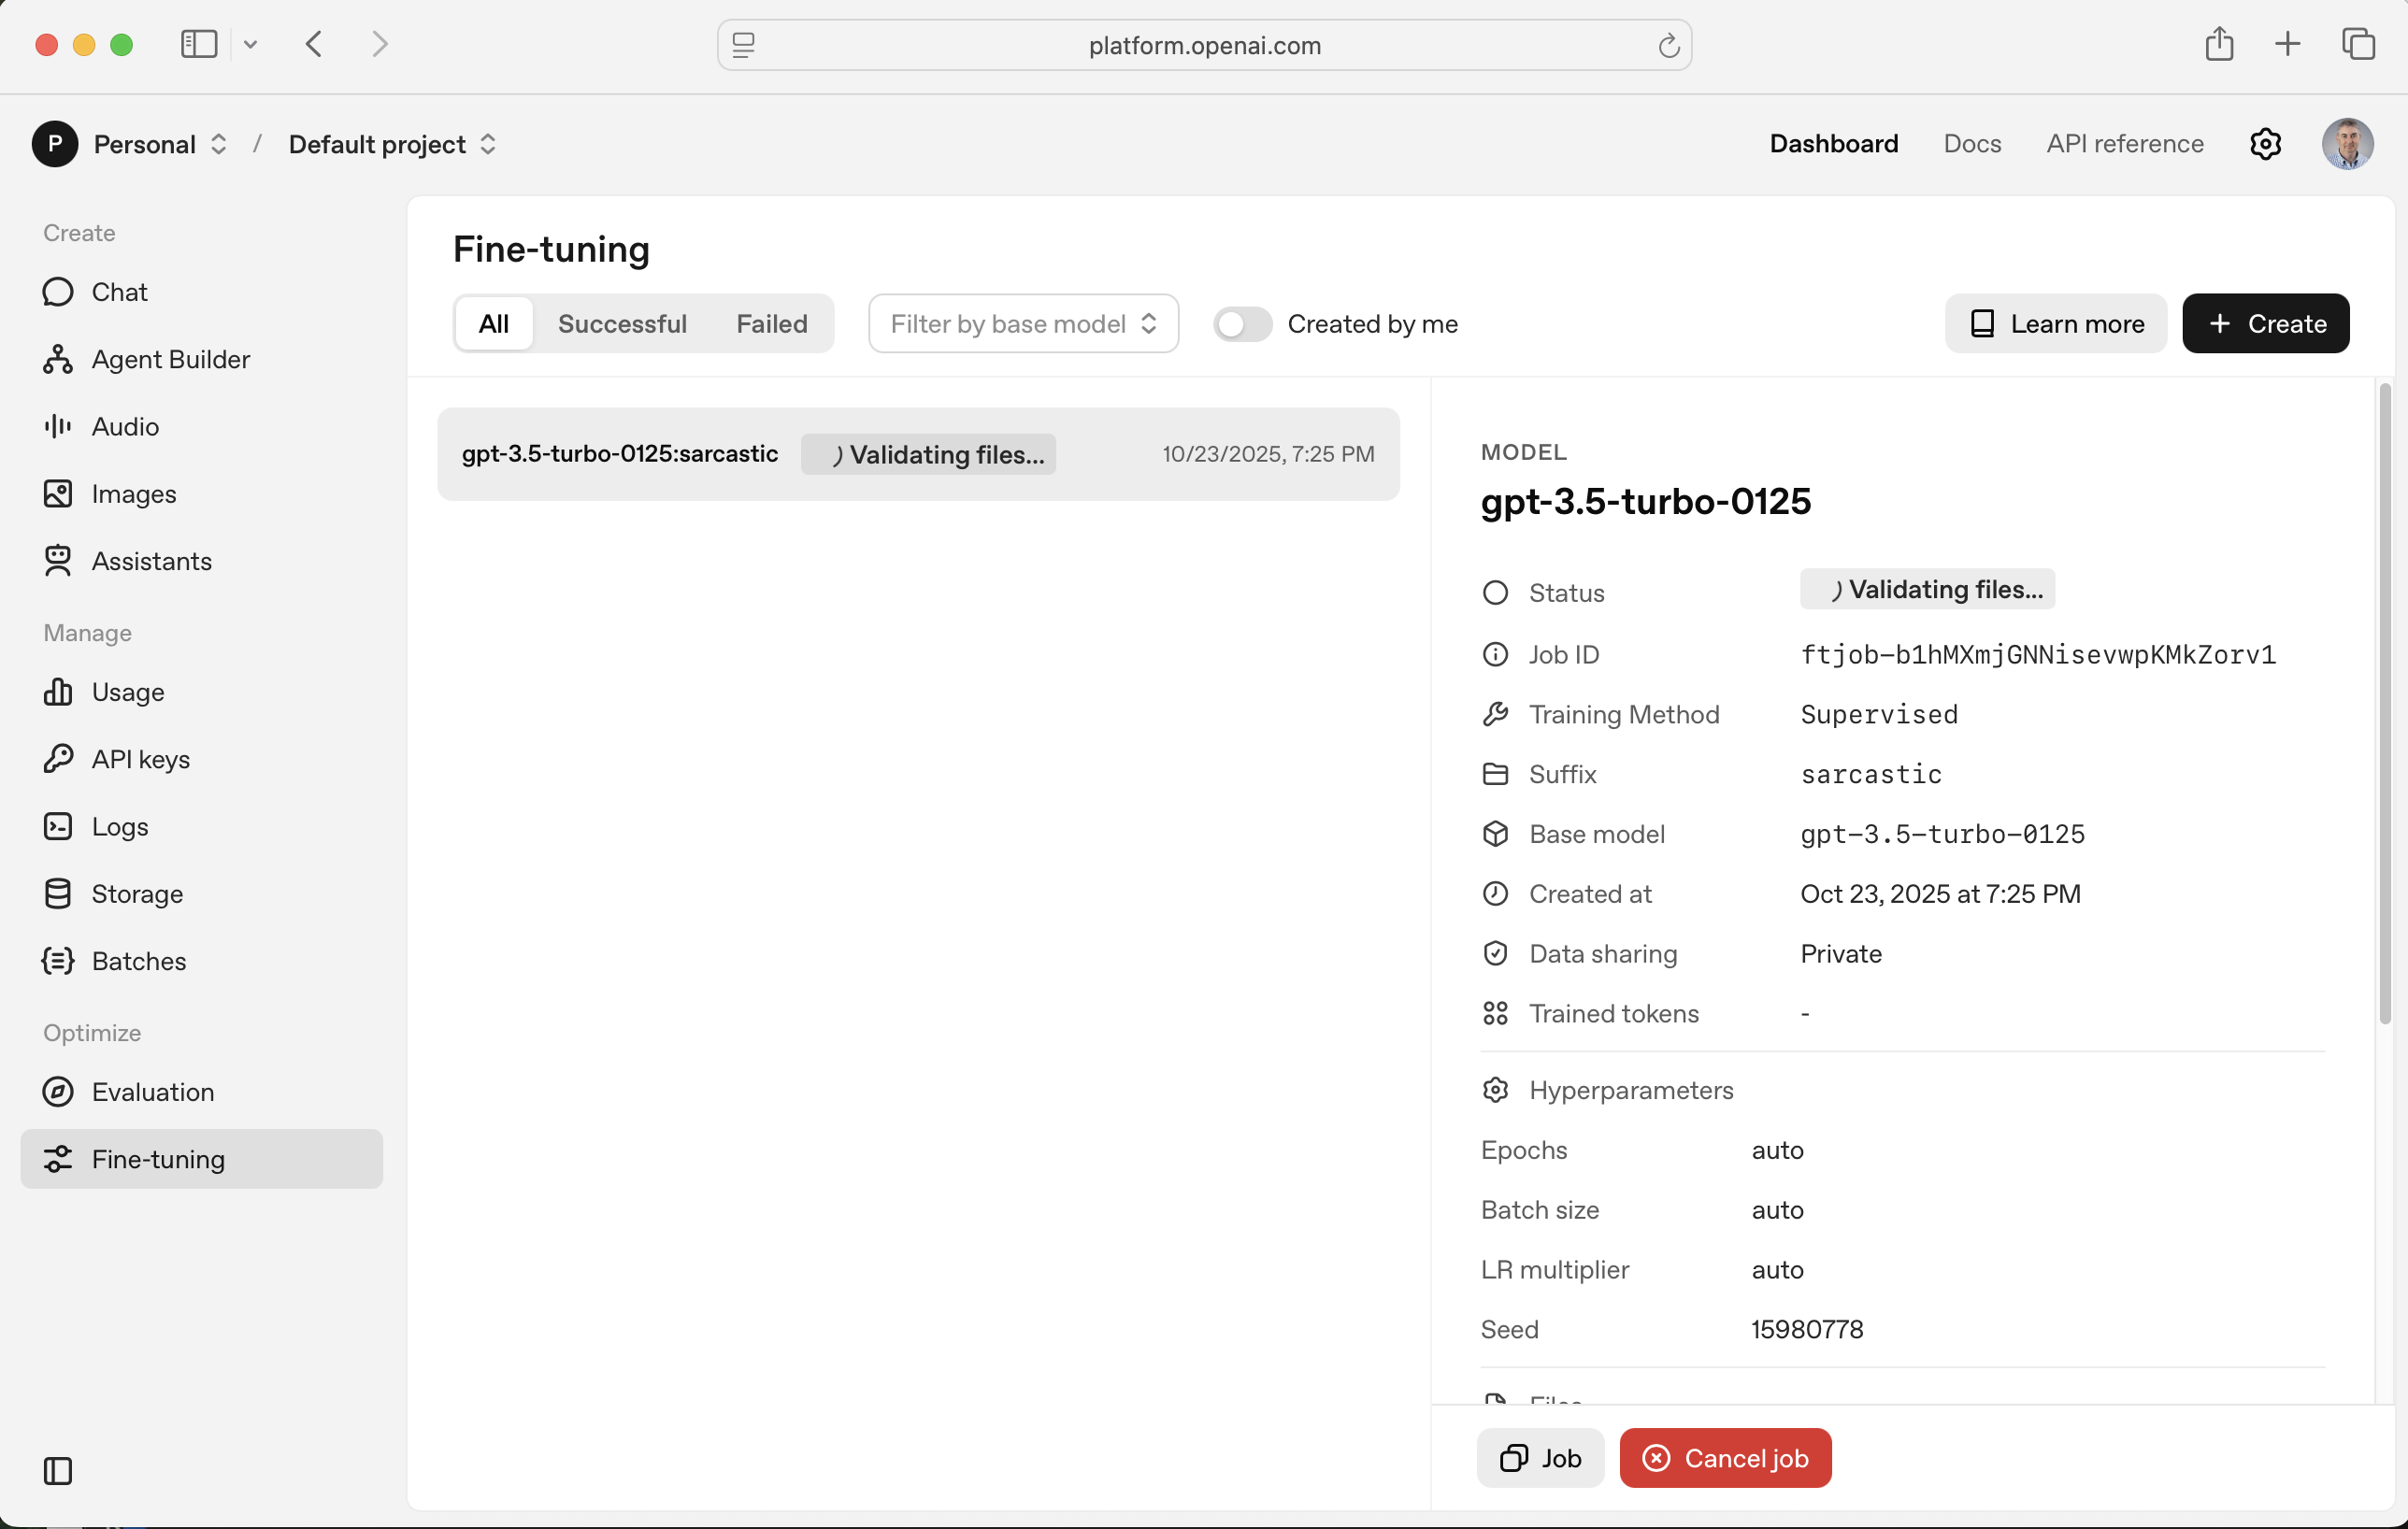 platform.openai.com
P Personal / Default project
Dashboard Docs API reference
Create
Chat
Agent Builder
Audio
Images
Assistants
Manage
Usage
API keys
Logs
Storage
Batches
Optimize
Evaluation
Fine-tuning
Fine-tuning
All Successful Failed Filter by base model Created by me Learn more + Create
gpt-3.5-turbo-0125:sarcastic Validating files... 10/23/2025, 7:25 PM
MODEL
gpt-3.5-turbo-0125
Status Validating files...
Job ID ftjob-b1hMXmjGNNisevwpKMkZorv1
Training Method Supervised
Suffix sarcastic
Base model gpt-3.5-turbo-0125
Created at Oct 23, 2025 at 7:25 PM
Data sharing Private
Trained tokens -
Hyperparameters
Epochs auto
Batch size auto
LR multiplier auto
Seed 15980778
Files
Job Cancel job